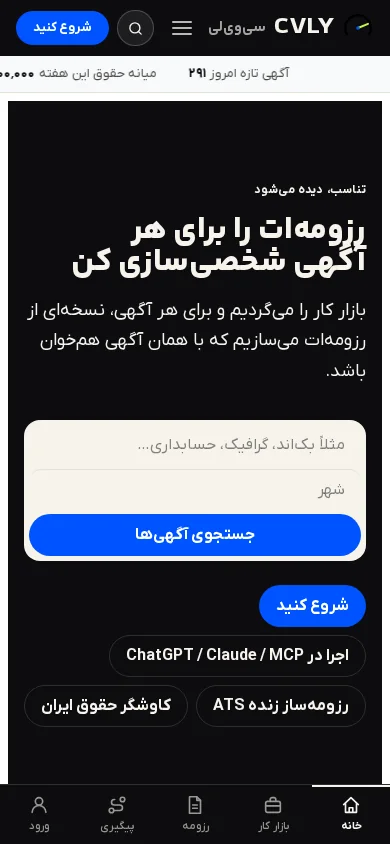 CVLY سی‌وی‌لی
شروع کنید
آگهی تازه امروز ۲۹۱
میانه حقوق این هفته
تناسب، دیده می‌شود
رزومه‌ات را برای هر
آگهی شخصی‌سازی کن
بازار کار را می‌گردیم و برای هر آگهی، نسخه‌ای از
رزومه‌ات می‌سازیم که با همان آگهی هم‌خوان
باشد.
مثلاً بک‌اند، گرافیک، حسابداری...
شهر
جستجوی آگهی‌ها
شروع کنید
اجرا در ChatGPT / Claude / MCP
رزومه‌ساز زنده ATS
کاوشگر حقوق ایران
خانه
بازار کار
رزومه
پیگیری
ورود